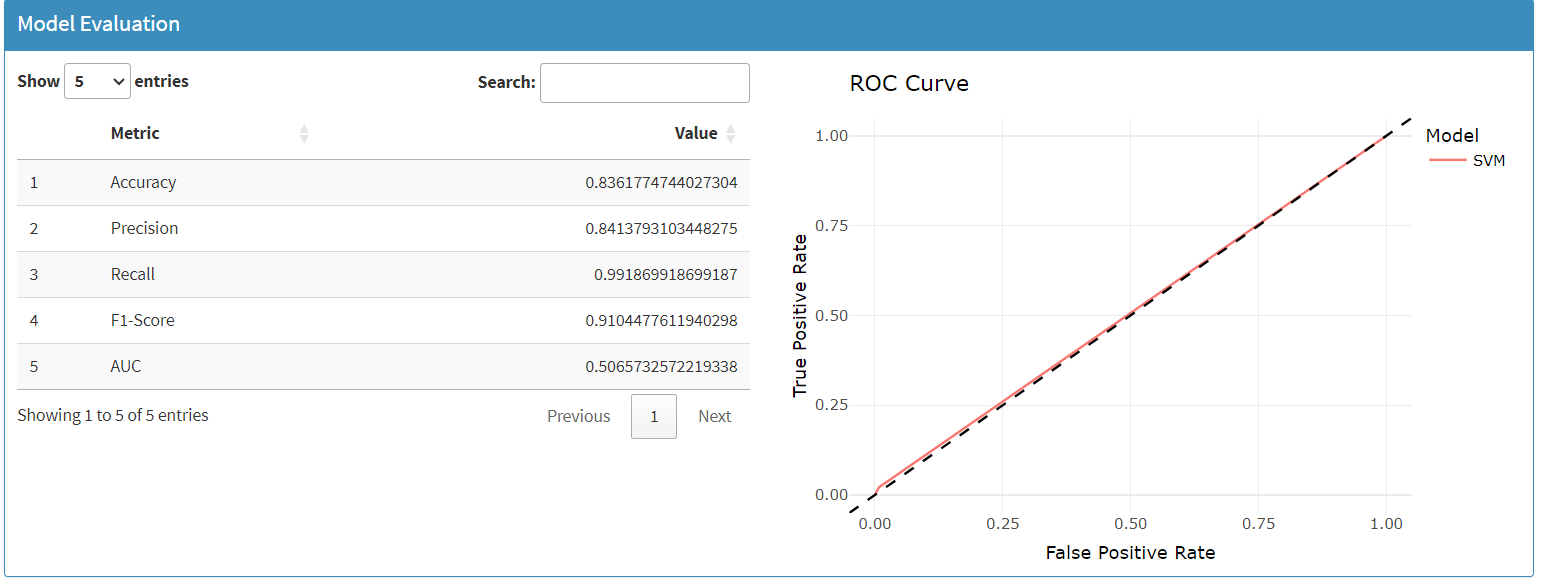 Model Evaluation
Show 5 entries
Search:
Metric Value
1 Accuracy 0.8361774744027304
2 Precision 0.8413793103448275
3 Recall 0.991869918699187
4 F1-Score 0.9104477611940298
5 AUC 0.5065732572219338
Showing 1 to 5 of 5 entries
Previous 1 Next
ROC Curve
1.00
0.75
0.50
0.25
0.00
True Positive Rate
0.00 0.25 0.50 0.75 1.00
False Positive Rate
Model
SVM